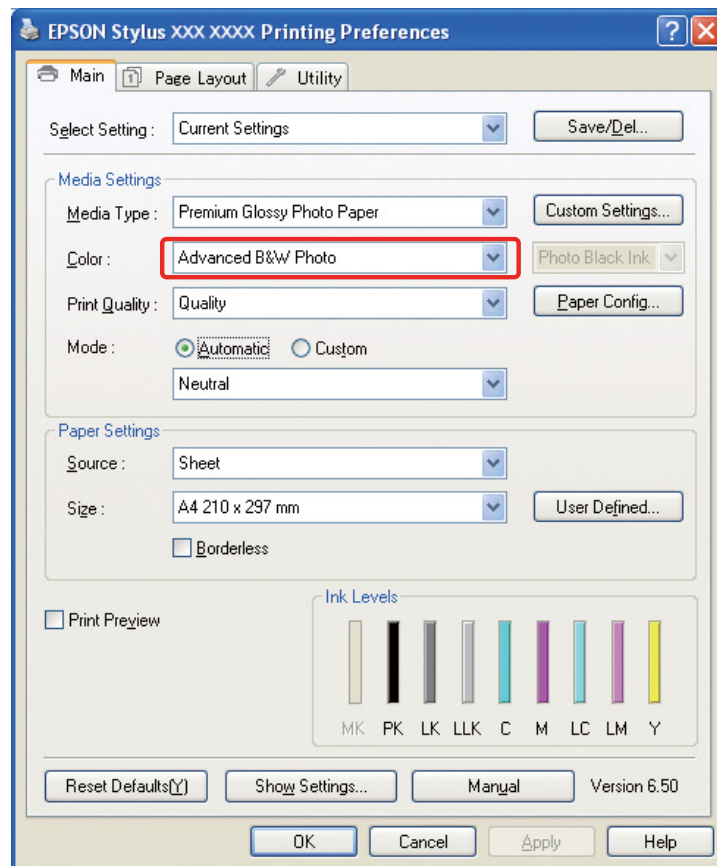 EPSON Stylus XXX XXXX Printing Preferences
Main
Page Layout
Utility
Select Setting :
Current Settings
Save/Del...
Media Settings
Media Type :
Premium Glossy Photo Paper
Custom Settings...
Color :
Advanced B&W Photo
Photo Black Ink
Print Quality :
Quality
Paper Config...
Mode :
Automatic
Custom
Neutral
Paper Settings
Source :
Sheet
Size :
A4 210 x 297 mm
User Defined...
Borderless
Print Preview
Ink Levels
MK PK LK LLK C M LC LM Y
Reset Defaults(Y)
Show Settings...
Manual
Version 6.50
OK
Cancel
Apply
Help